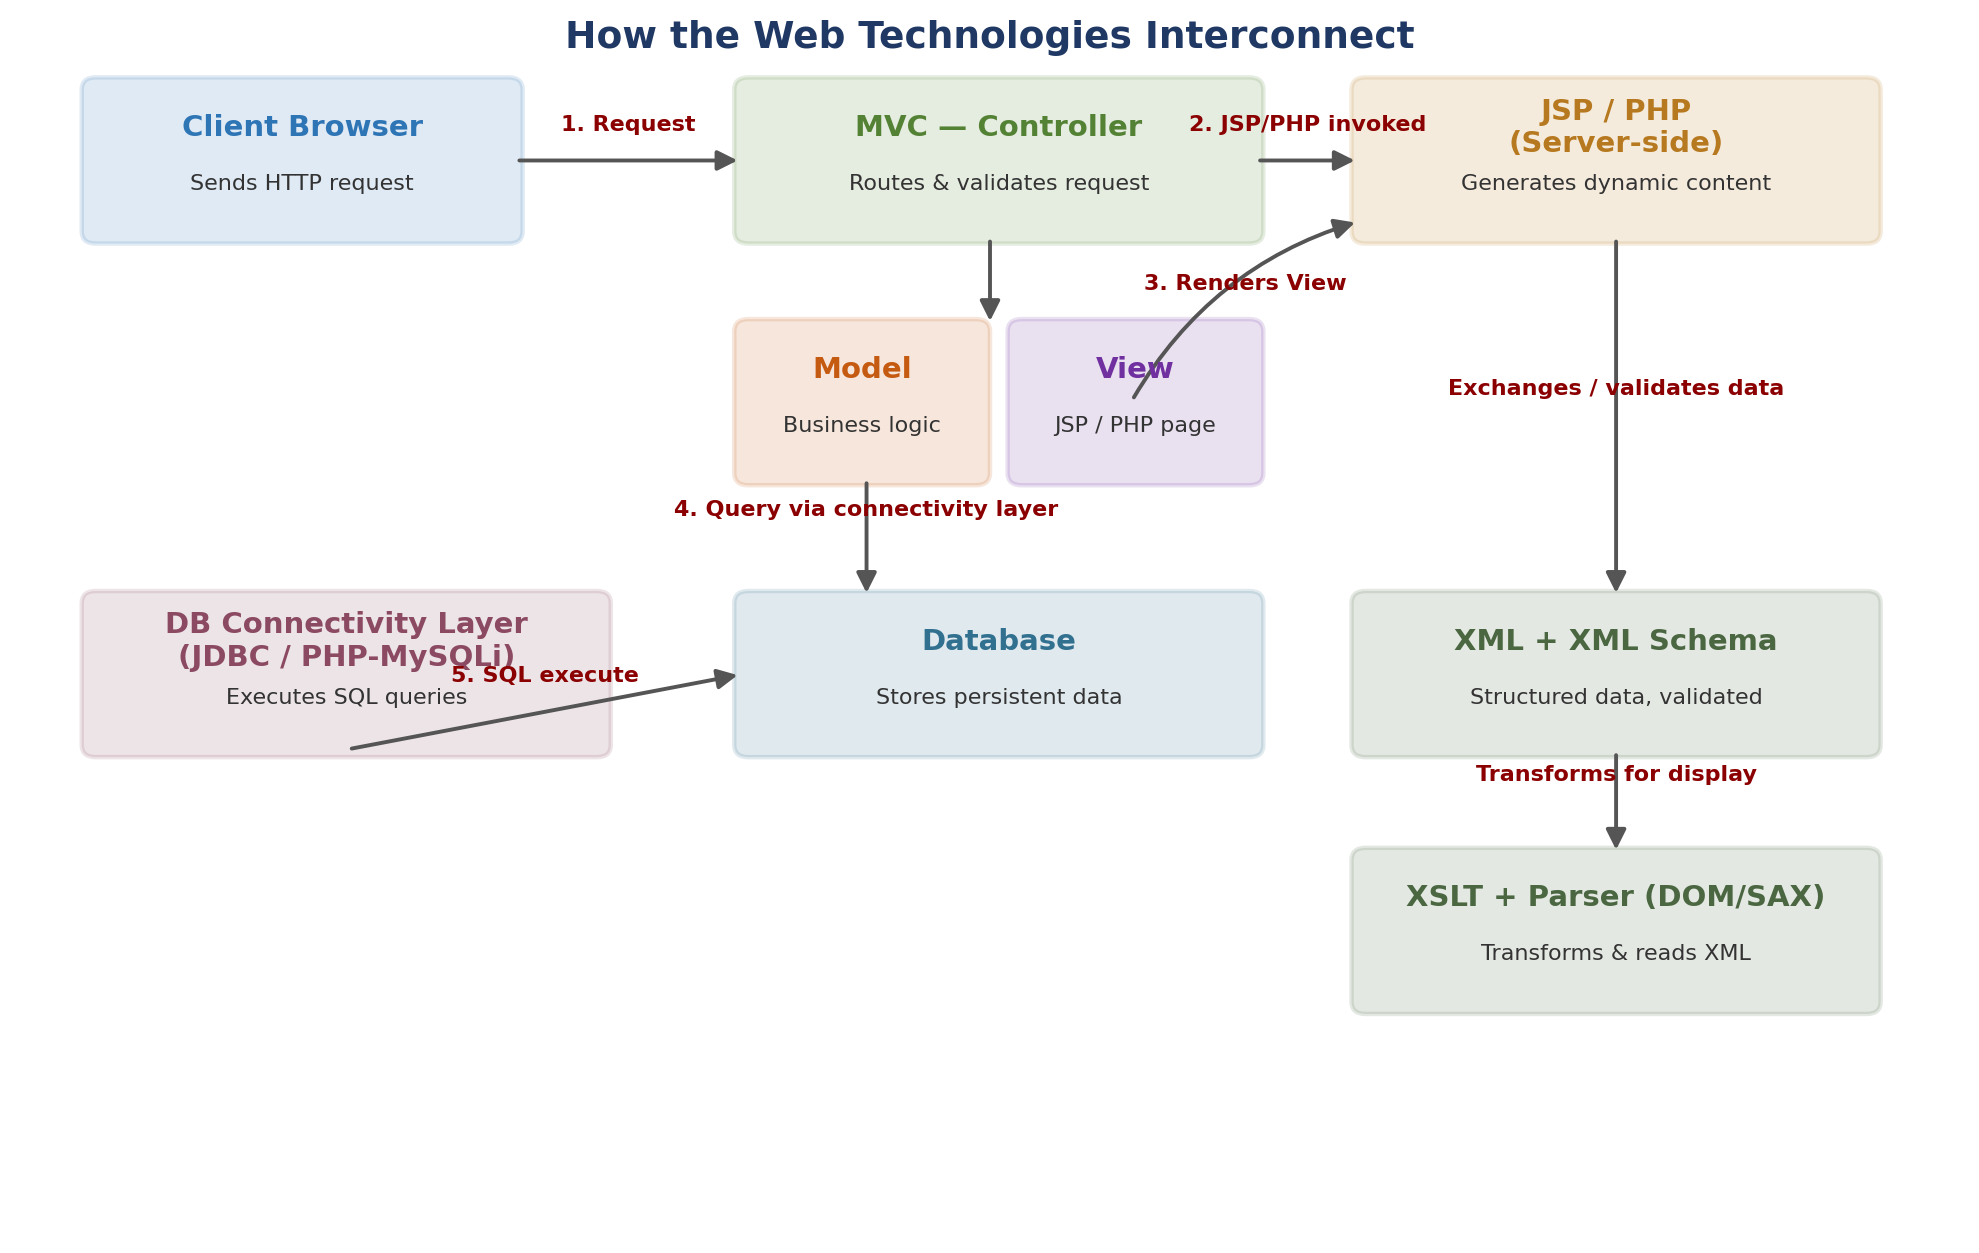 How the Web Technologies Interconnect
Client Browser
Sends HTTP request
1. Request
MVC — Controller
Routes & validates request
2. JSP/PHP invoked
JSP / PHP
(Server-side)
Generates dynamic content
3. Renders View
Model
Business logic
View
JSP / PHP page
Exchanges / validates data
4. Query via connectivity layer
DB Connectivity Layer
(JDBC / PHP-MySQLi)
Executes SQL queries
5. SQL execute
Database
Stores persistent data
XML + XML Schema
Structured data, validated
Transforms for display
XSLT + Parser (DOM/SAX)
Transforms & reads XML